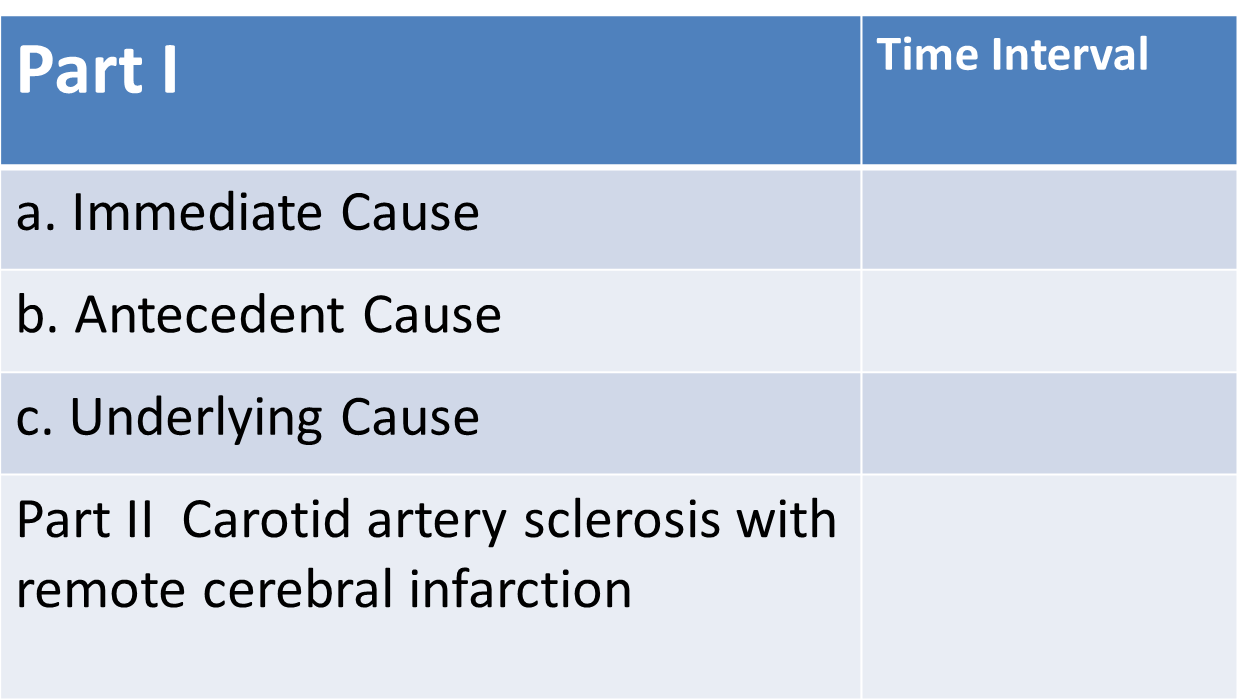 Part I
Time Interval
a. Immediate Cause
b. Antecedent Cause
c. Underlying Cause
Part II  Carotid artery sclerosis with
remote cerebral infarction